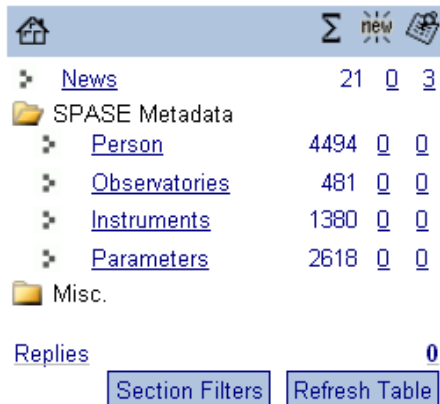 Σ new
News 21 0 3
SPASE Metadata
Person 4494 0 0
Observatories 481 0 0
Instruments 1380 0 0
Parameters 2618 0 0
Misc.
Replies 0
Section Filters Refresh Table